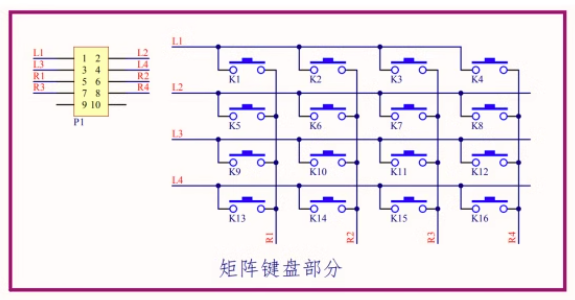 L1 1 2 L2
L3 3 4 L4
R1 5 6 R2
R3 7 8 R4
9 10
P1
L1
K1 K2 K3 K4
L2
K5 K6 K7 K8
L3
K9 K10 K11 K12
L4
K13 K14 K15 K16
R1 R2 R3 R4
矩阵键盘部分